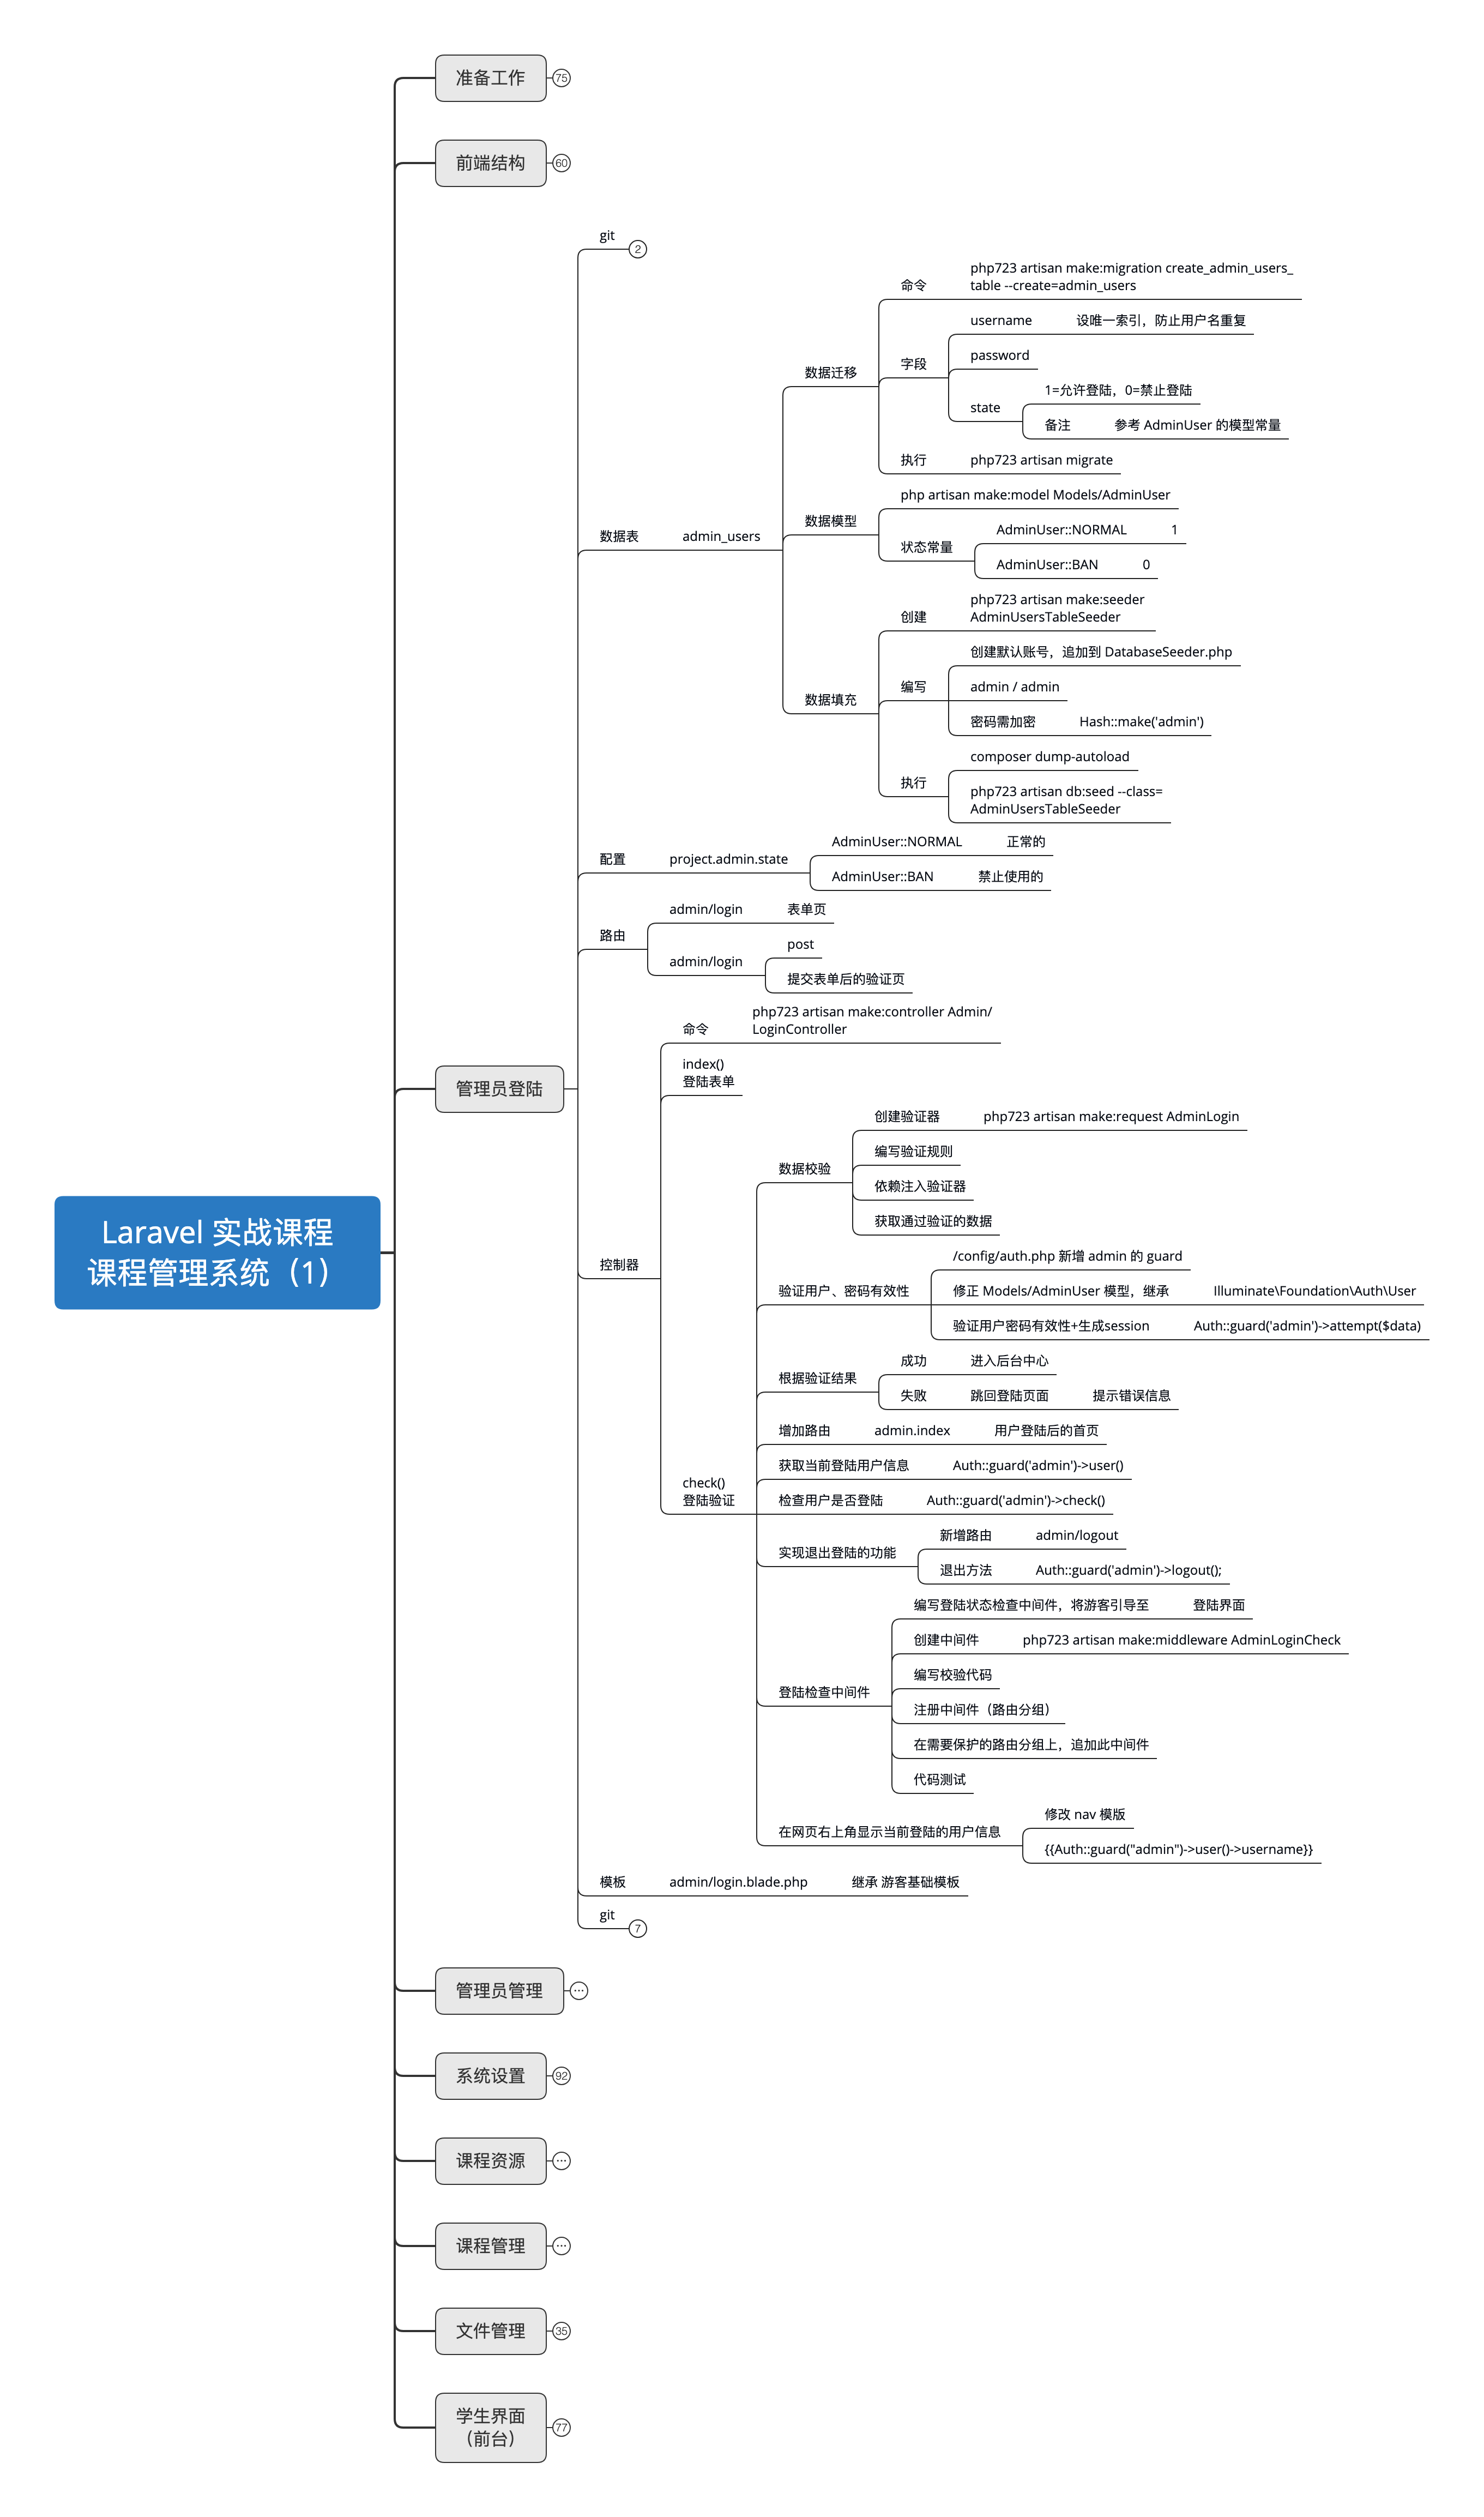 准备工作
75
前端结构
60
git
2
php723 artisan make:migration create_admin_users_
table --create=admin_users
命令
username
设唯一索引，防止用户名重复
password
字段
数据迁移
1=允许登陆，0=禁止登陆
state
备注
参考 AdminUser 的模型常量
执行
php723 artisan migrate
php artisan make:model Models/AdminUser
数据模型
AdminUser::NORMAL
1
状态常量
AdminUser::BAN
0
数据表
admin_users
php723 artisan make:seeder
AdminUsersTableSeeder
创建
创建默认账号，追加到 DatabaseSeeder.php
编写
admin / admin
数据填充
密码需加密
Hash::make('admin')
composer dump-autoload
执行
php723 artisan db:seed --class=
AdminUsersTableSeeder
AdminUser::NORMAL
正常的
配置
project.admin.state
AdminUser::BAN
禁止使用的
admin/login
表单页
路由
post
admin/login
提交表单后的验证页
php723 artisan make:controller Admin/
LoginController
命令
index()
登陆表单
管理员登陆
创建验证器
php723 artisan make:request AdminLogin
编写验证规则
数据校验
依赖注入验证器
获取通过验证的数据
Laravel 实战课程
课程管理系统（1）
控制器
/config/auth.php 新增 admin 的 guard
验证用户、密码有效性
修正 Models/AdminUser 模型，继承
Illuminate\Foundation\Auth\User
验证用户密码有效性+生成session
Auth::guard('admin')->attempt($data)
成功
进入后台中心
根据验证结果
失败
跳回登陆页面
提示错误信息
增加路由
admin.index
用户登陆后的首页
获取当前登陆用户信息
Auth::guard('admin')->user()
check()
登陆验证
检查用户是否登陆
Auth::guard('admin')->check()
新增路由
admin/logout
实现退出登陆的功能
退出方法
Auth::guard('admin')->logout();
编写登陆状态检查中间件，将游客引导至
登陆界面
创建中间件
php723 artisan make:middleware AdminLoginCheck
编写校验代码
登陆检查中间件
注册中间件（路由分组）
在需要保护的路由分组上，追加此中间件
代码测试
修改 nav 模版
在网页右上角显示当前登陆的用户信息
{{Auth::guard("admin")->user()->username}}
模板
admin/login.blade.php
继承 游客基础模板
git
7
管理员管理
...
系统设置
92
课程资源
...
课程管理
...
文件管理
35
学生界面
（前台）
77